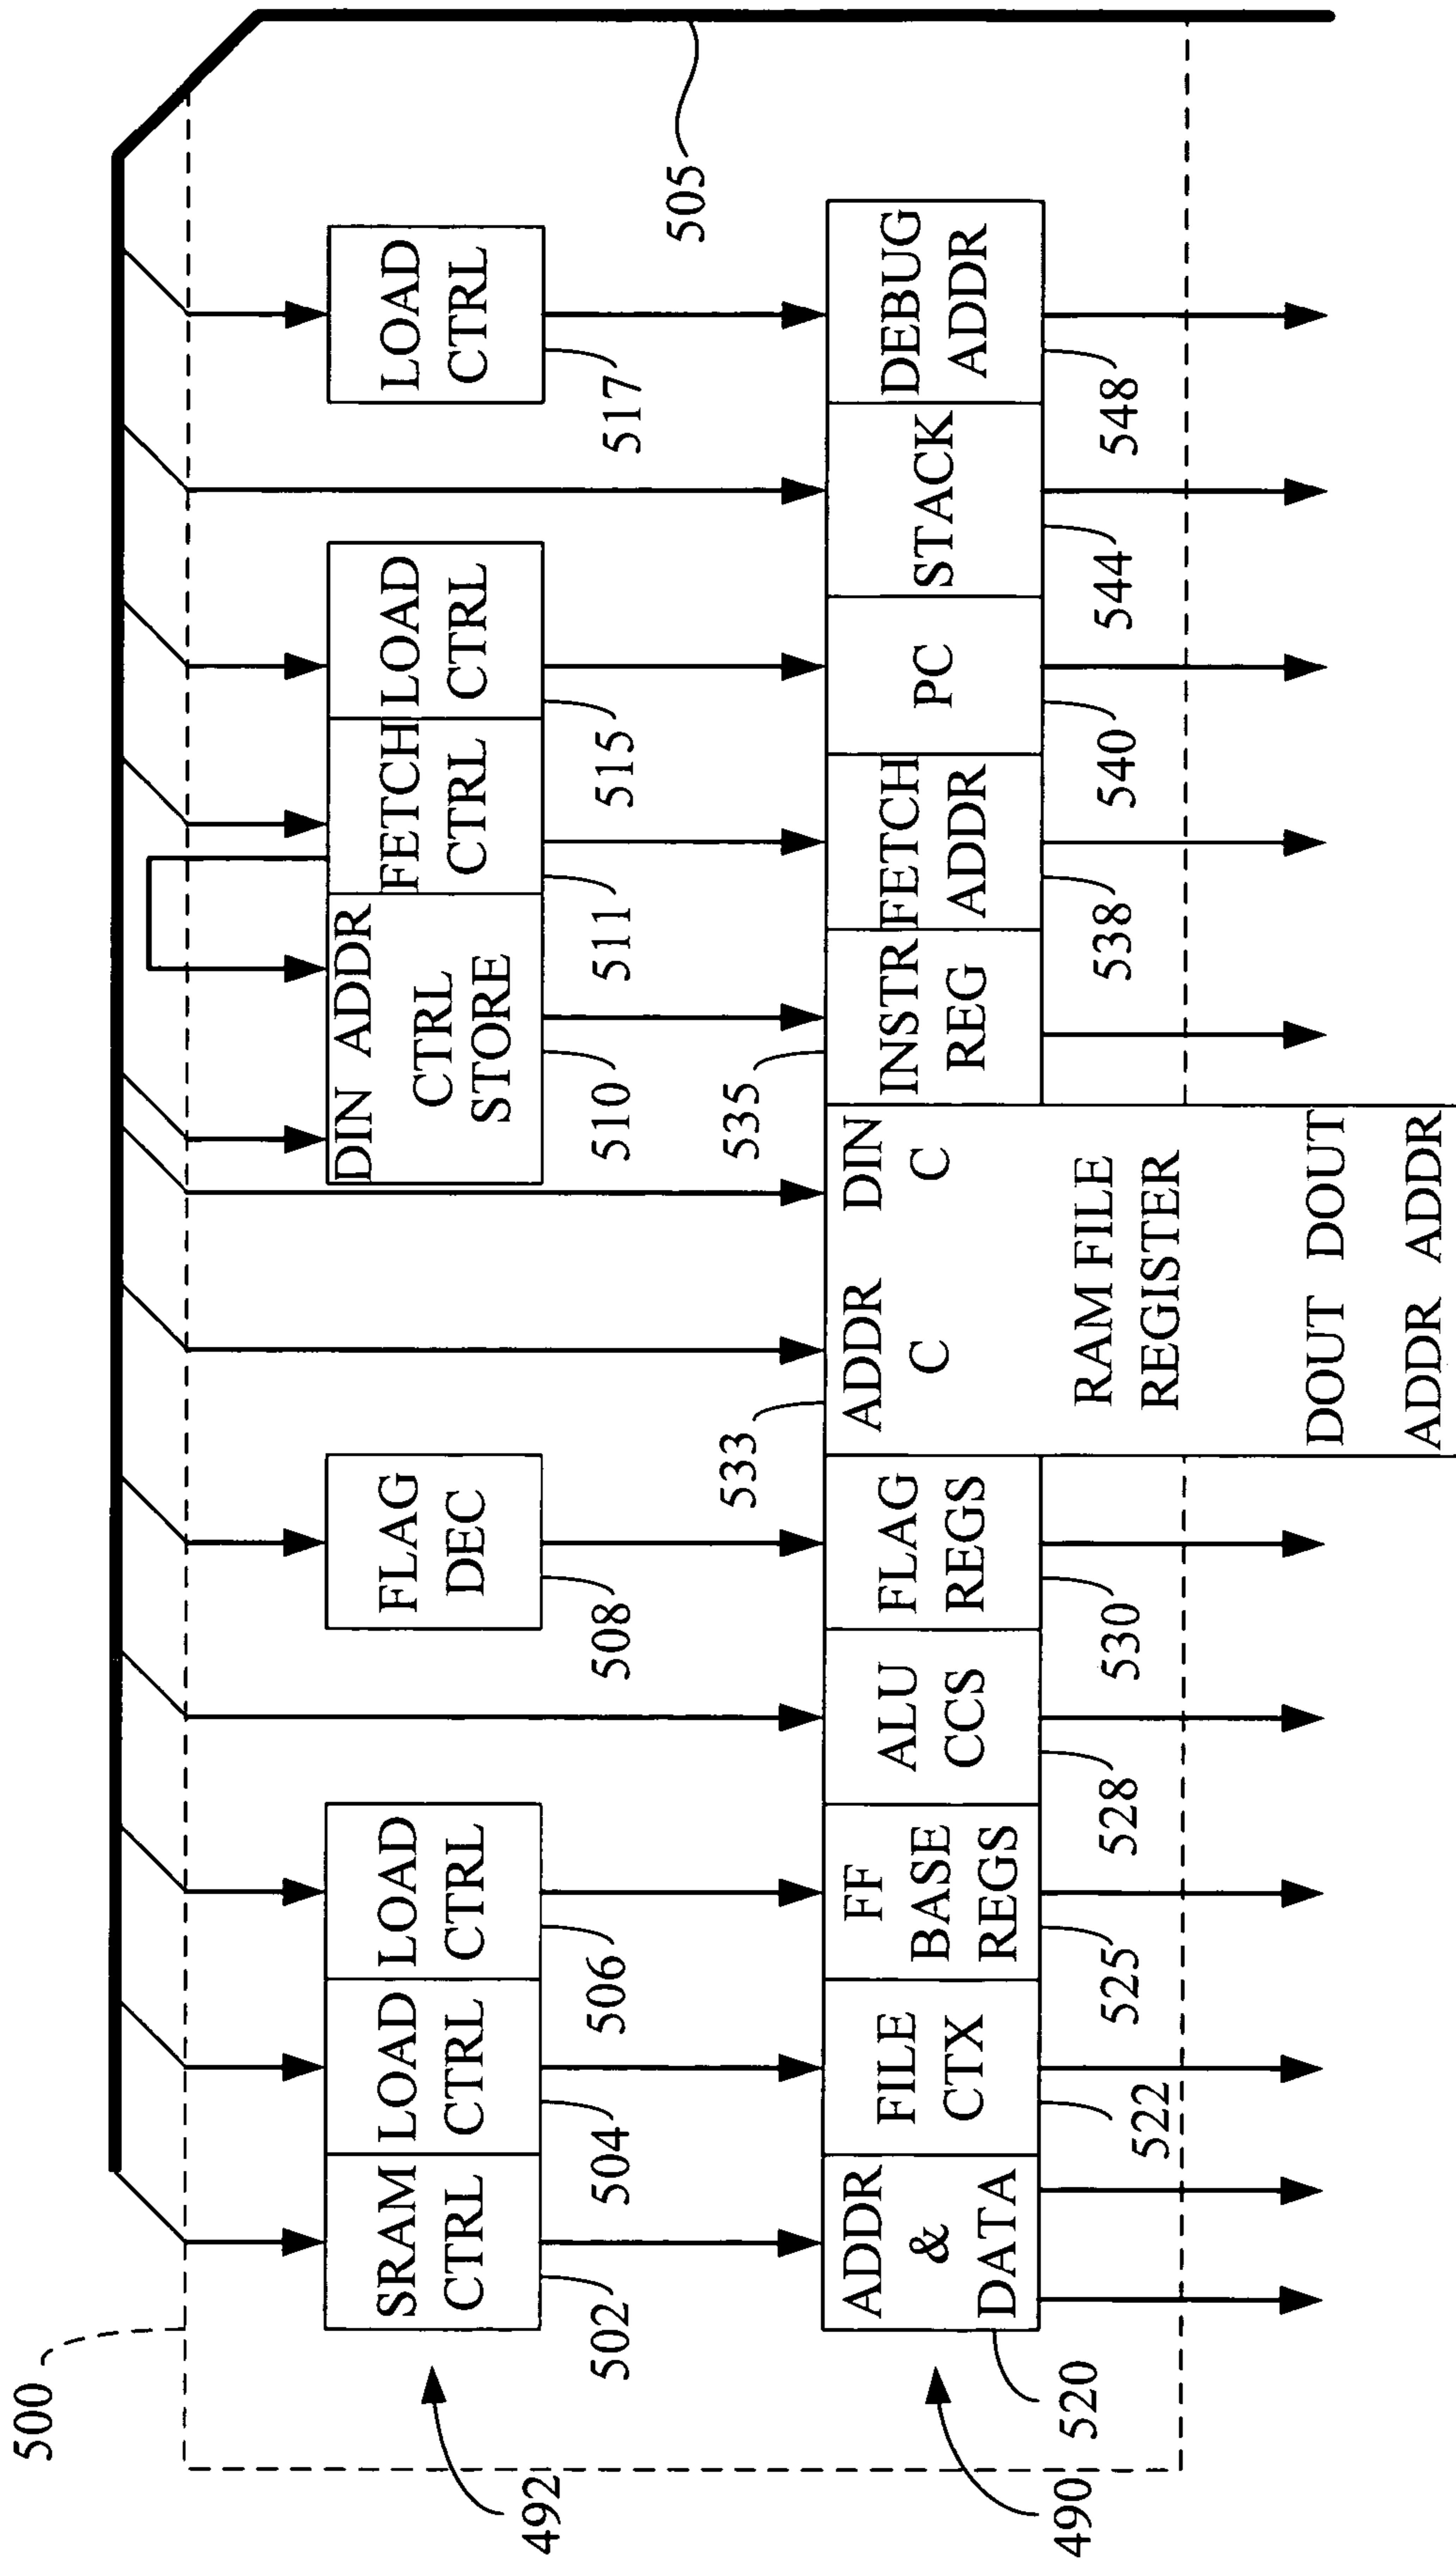 500
505
492
SRAM
CTRL
502
LOAD
CTRL
504
LOAD
CTRL
506
FLAG
DEC
508
DIN ADDR
CTRL
STORE
510
FETCH
CTRL
511
LOAD
CTRL
515
LOAD
CTRL
517
490
ADDR
&
DATA
520
FILE
CTX
522
FF
BASE
REGS
525
ALU
CCS
528
FLAG
REGS
530
533
ADDR DIN
C C
RAM FILE
REGISTER
DOUT DOUT
ADDR ADDR
535
INSTR
REG
FETCH
ADDR
538
PC
540
STACK
544
DEBUG
ADDR
548